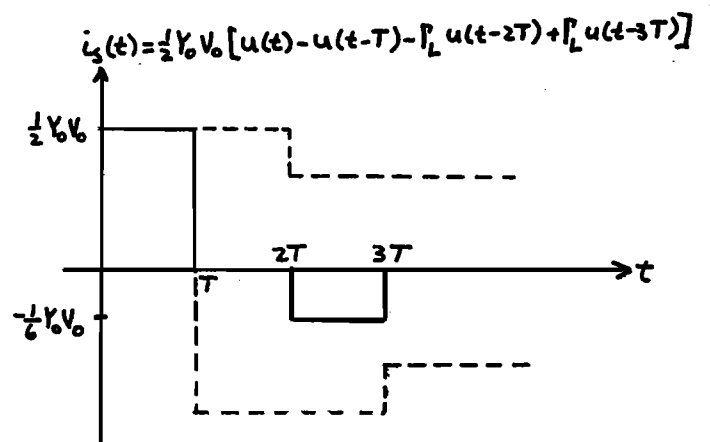 i_s(t)=½Y₀V₀[u(t)-u(t-T)-Γ_L u(t-2T)+Γ_L u(t-3T)]
½Y₀V₀
2T 3T
t
T
-⅙Y₀V₀